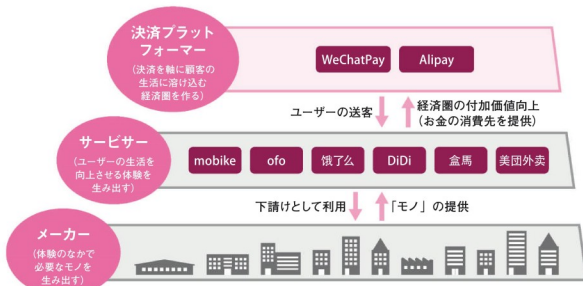 決済プラット
フォーマー
(決済を軸に顧客の
生活に溶け込む
経済圏を作る)
WeChatPay
Alipay
ユーザーの送客
経済圏の付加価値向上
(お金の消費先を提供)
サービサー
(ユーザーの生活を
向上させる体験を
生み出す)
mobike
ofo
饿了么
DiDi
盒馬
美団外卖
下請けとして利用
「モノ」の提供
メーカー
(体験のなかで
必要なモノを
生み出す)